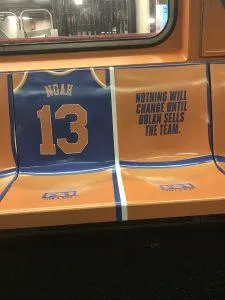 NOAH
13
NOTHING WILL
CHANGE UNTIL
DOLAN SELLS
THE TEAM.